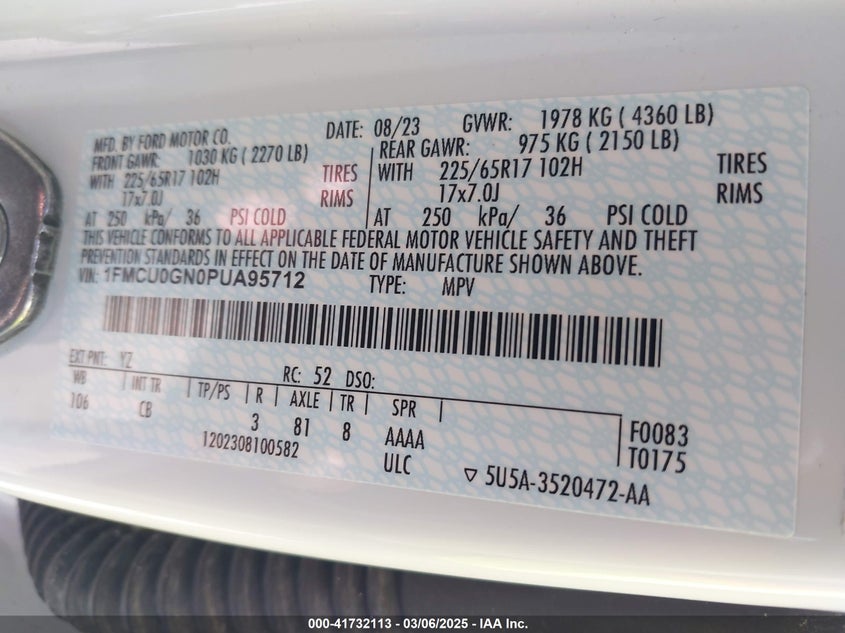 MFD. BY FORD MOTOR CO. DATE: 08/23 GVWR: 1978 KG ( 4360 LB)
FRONT GAWR: 1030 KG ( 2270 LB) REAR GAWR: 975 KG ( 2150 LB)
WITH 225/65R17 102H TIRES WITH 225/65R17 102H TIRES
17x7.0J RIMS 17x7.0J RIMS
AT 250 kPa/ 36 PSI COLD AT 250 kPa/ 36 PSI COLD
THIS VEHICLE CONFORMS TO ALL APPLICABLE FEDERAL MOTOR VEHICLE SAFETY AND THEFT
PREVENTION STANDARDS IN EFFECT ON THE DATE OF MANUFACTURE SHOWN ABOVE.
VIN: 1FMCU0GN0PUA95712 TYPE: MPV
EXT PNT: YZ RC: 52 DSO:
WB | INT TR | TP/PS | R | AXLE | TR | SPR |
106 CB 3 81 8 AAAA F0083
1202308100582 ULC T0175
▽ 5U5A-3520472-AA
000-41732113 - 03/06/2025 - IAA Inc.